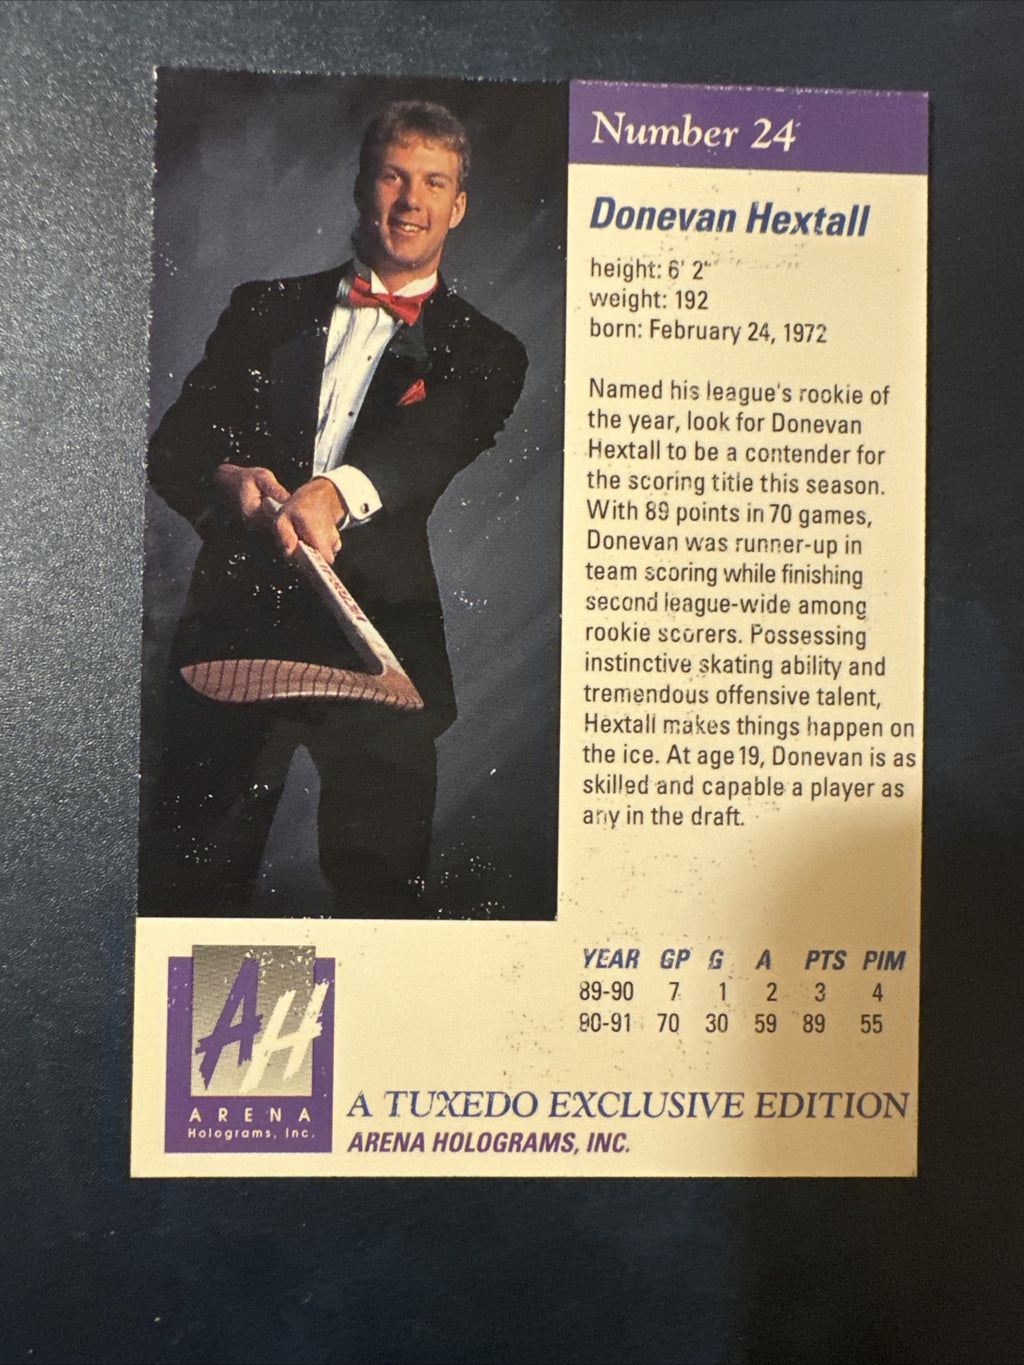 Number 24
Donevan Hextall
height: 6' 2"
weight: 192
born: February 24, 1972
Named his league's rookie of
the year, look for Donevan
Hextall to be a contender for
the scoring title this season.
With 89 points in 70 games,
Donevan was runner-up in
team scoring while finishing
second league-wide among
rookie scorers. Possessing
instinctive skating ability and
tremendous offensive talent,
Hextall makes things happen on
the ice. At age 19, Donevan is as
skilled and capable a player as
any in the draft.
YEAR GP G A PTS PIM
89-90 7 1 2 3 4
90-91 70 30 59 89 55
AH
ARENA
Holograms, Inc.
A TUXEDO EXCLUSIVE EDITION
ARENA HOLOGRAMS, INC.